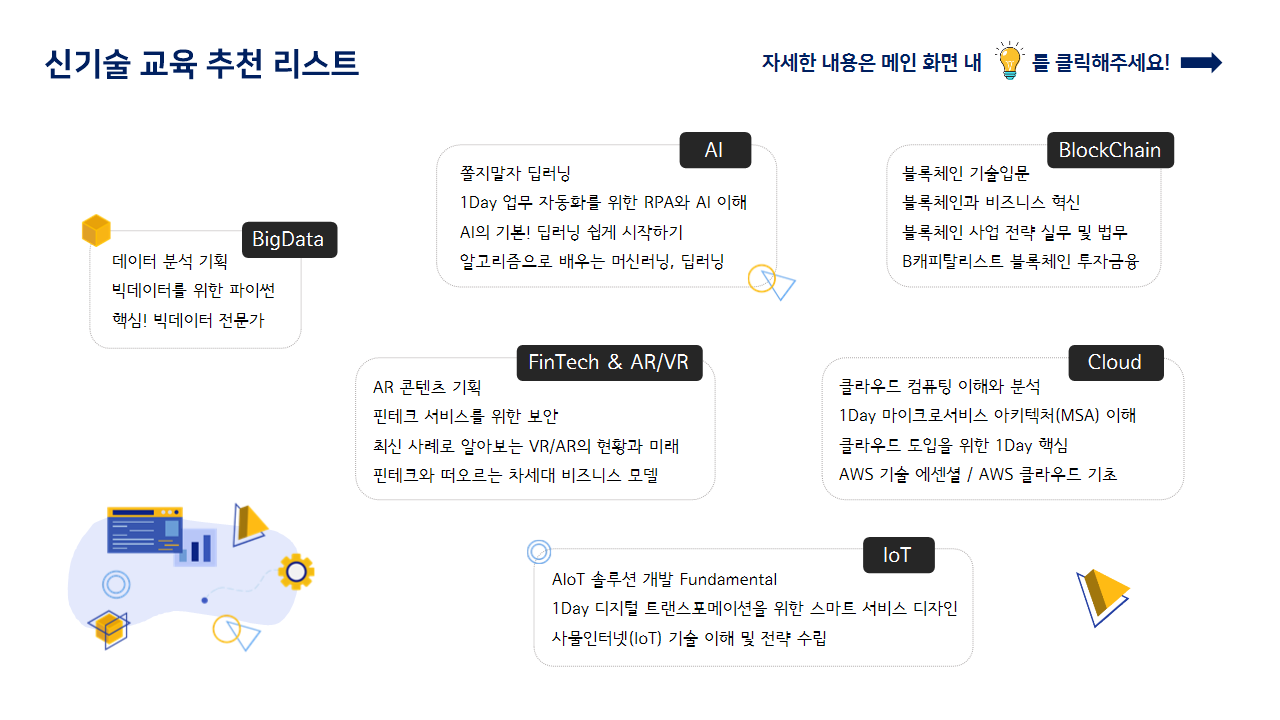 신기술 교육 추천 리스트
자세한 내용은 메인 화면 내 를 클릭해주세요!
AI
쫄지말자 딥러닝
1Day 업무 자동화를 위한 RPA와 AI 이해
AI의 기본! 딥러닝 쉽게 시작하기
알고리즘으로 배우는 머신러닝, 딥러닝
BlockChain
블록체인 기술입문
블록체인과 비즈니스 혁신
블록체인 사업 전략 실무 및 법무
B캐피탈리스트 블록체인 투자금융
BigData
데이터 분석 기획
빅데이터를 위한 파이썬
핵심! 빅데이터 전문가
FinTech & AR/VR
AR 콘텐츠 기획
핀테크 서비스를 위한 보안
최신 사례로 알아보는 VR/AR의 현황과 미래
핀테크와 떠오르는 차세대 비즈니스 모델
Cloud
클라우드 컴퓨팅 이해와 분석
1Day 마이크로서비스 아키텍처(MSA) 이해
클라우드 도입을 위한 1Day 핵심
AWS 기술 에센셜 / AWS 클라우드 기초
IoT
AIoT 솔루션 개발 Fundamental
1Day 디지털 트랜스포메이션을 위한 스마트 서비스 디자인
사물인터넷(IoT) 기술 이해 및 전략 수립